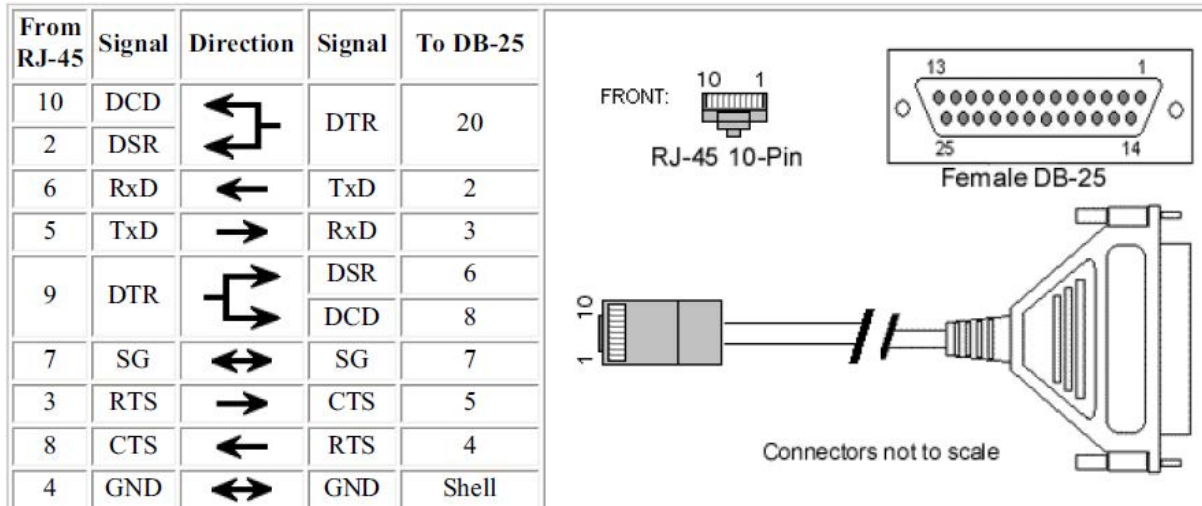 From RJ-45 Signal Direction Signal To DB-25
10 DCD DTR 20
2 DSR
6 RxD TxD 2
5 TxD RxD 3
9 DTR DSR 6
DCD 8
7 SG SG 7
3 RTS CTS 5
8 CTS RTS 4
4 GND GND Shell
FRONT:
10 1
RJ-45 10-Pin
13 1
25 14
Female DB-25
1 10
Connectors not to scale